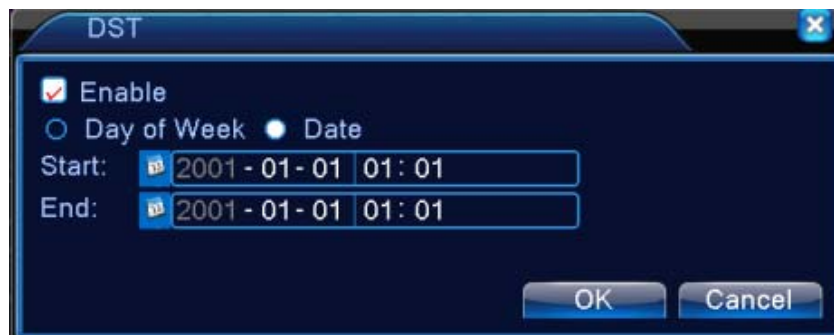 DST
Enable
Day of Week Date
Start: 2001 - 01 - 01 01: 01
End: 2001 - 01 - 01 01: 01
OK Cancel